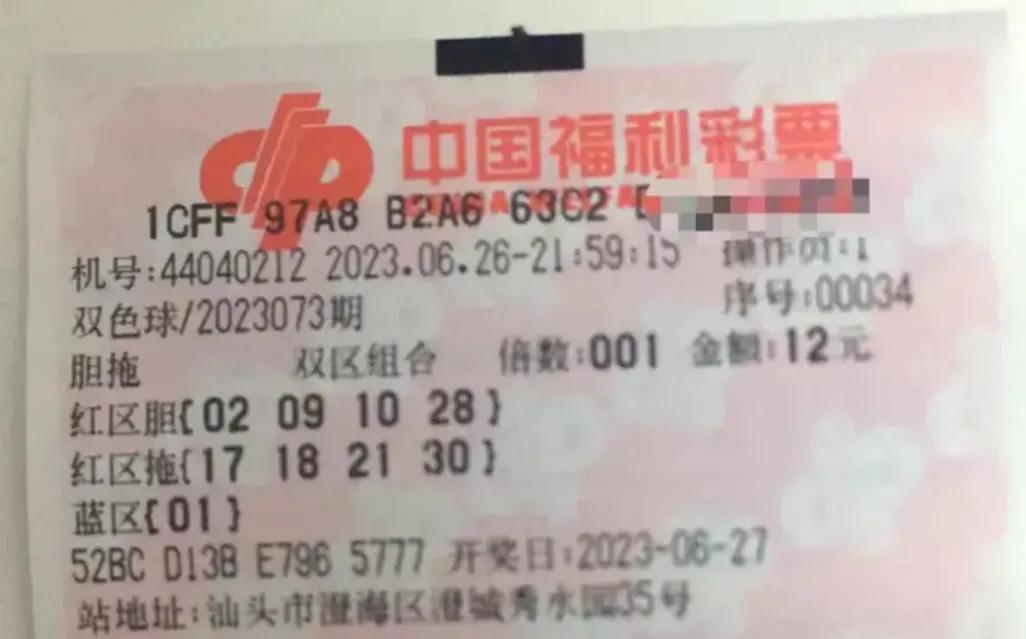 中国福利彩票
1CFF 97A8 B2A6 63C2
机号:44040212 2023.06.26-21:59:15 操作员:1
双色球/2023073期 序号:00034
胆拖 双区组合 倍数:001 金额:12元
红区胆{02 09 10 28}
红区拖{17 18 21 30}
蓝区{01}
52BC D13B E796 5777 开奖日:2023-06-27
站地址:汕头市澄海区澄城秀水园35号